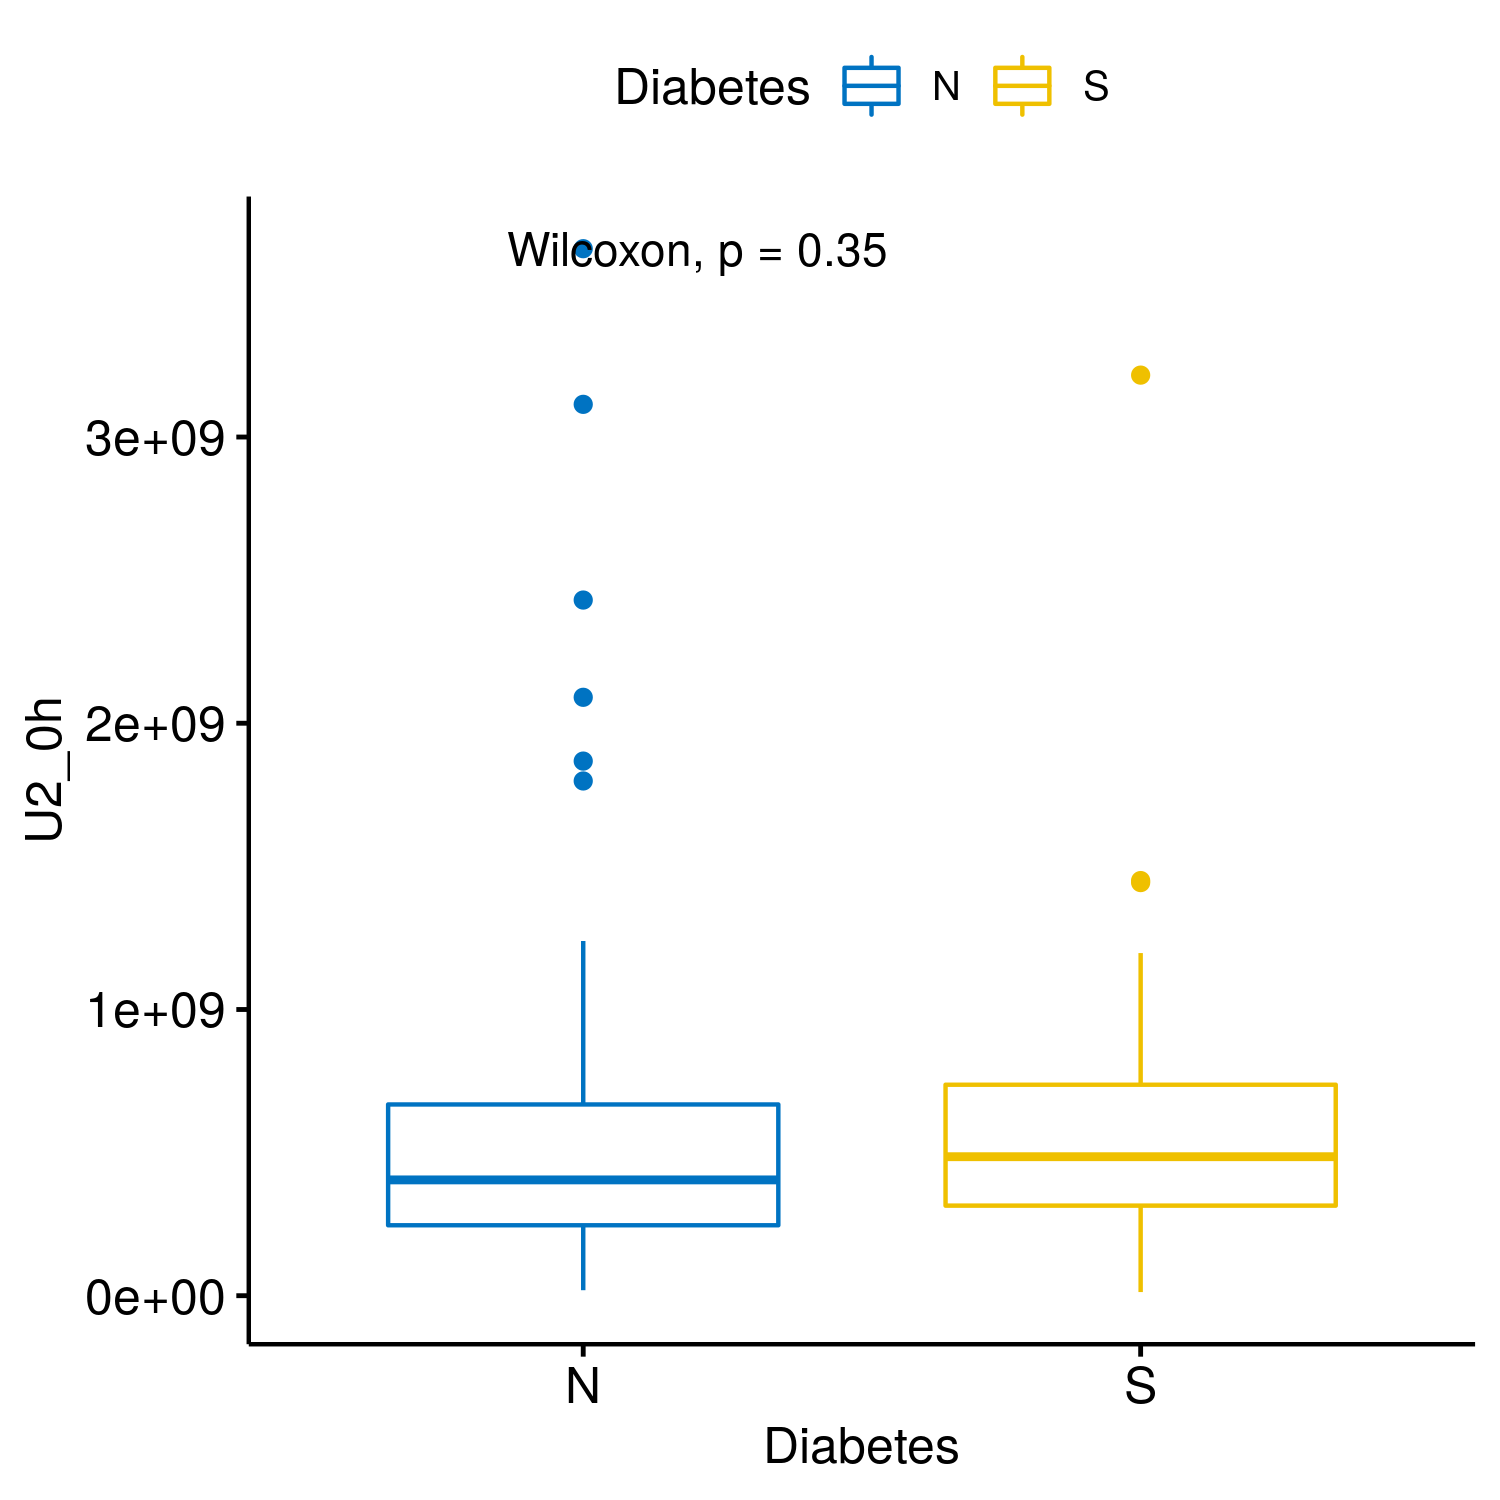 Diabetes N S
Wilcoxon, p = 0.35
3e+09
2e+09
1e+09
0e+00
U2_0h
N S
Diabetes